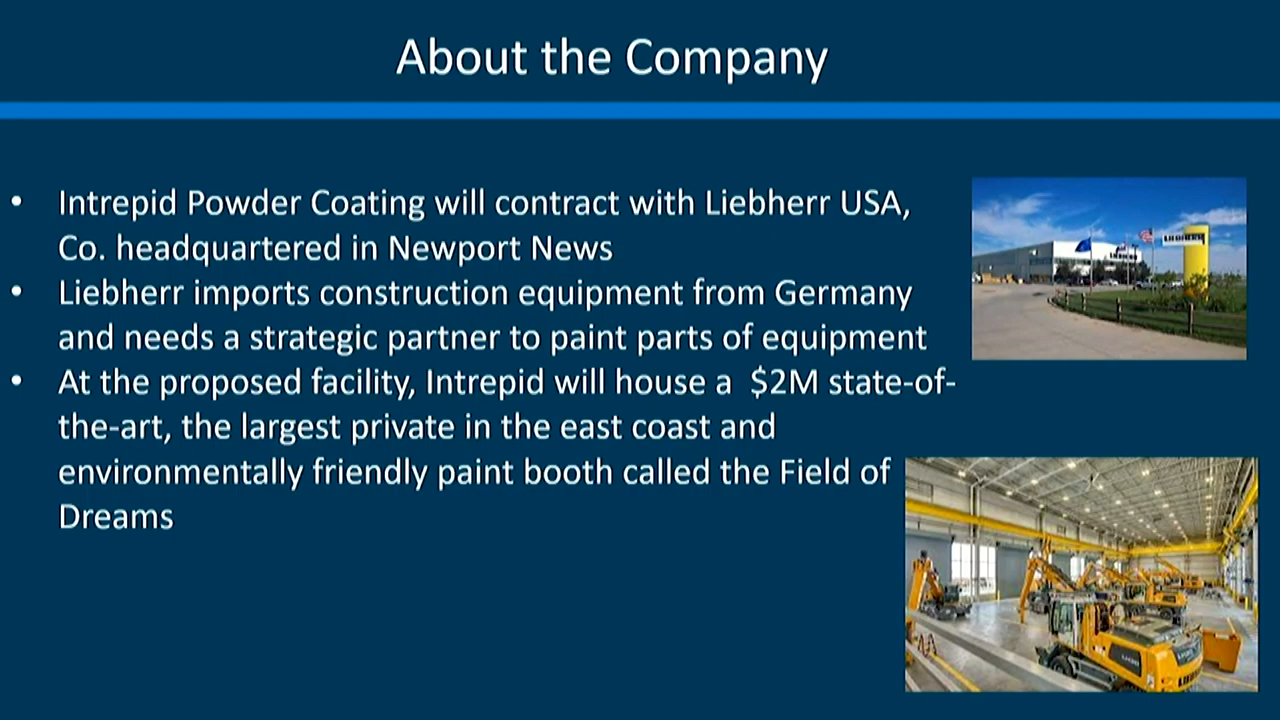 About the Company
• Intrepid Powder Coating will contract with Liebherr USA,
Co. headquartered in Newport News
• Liebherr imports construction equipment from Germany
and needs a strategic partner to paint parts of equipment
• At the proposed facility, Intrepid will house a  $2M state-of-
the-art, the largest private in the east coast and
environmentally friendly paint booth called the Field of
Dreams
LIEBHERR